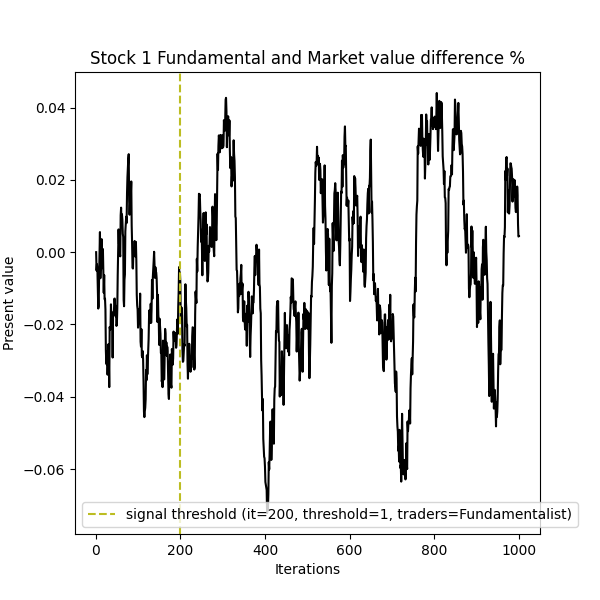 Stock 1 Fundamental and Market value difference %
0.04
0.02
0.00
−0.02
−0.04
−0.06
Present value
signal threshold (it=200, threshold=1, traders=Fundamentalist)
0 200 400 600 800 1000
Iterations